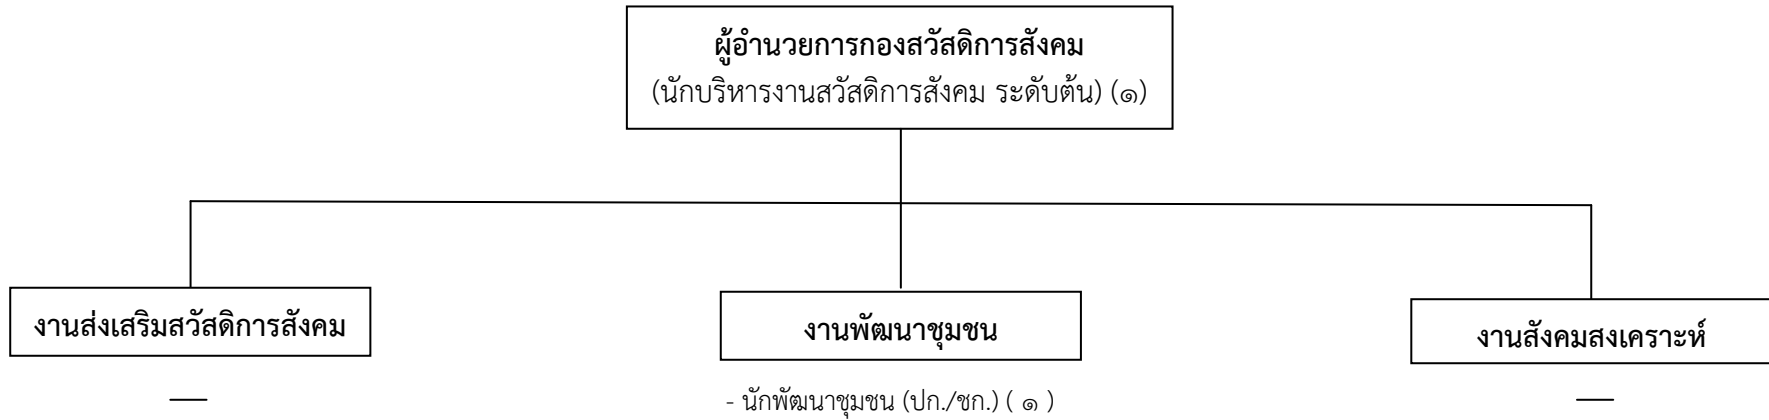 ผู้อำนวยการกองสวัสดิการสังคม
(นักบริหารงานสวัสดิการสังคม ระดับต้น) (๑)
งานส่งเสริมสวัสดิการสังคม
งานพัฒนาชุมชน
งานสังคมสงเคราะห์
- นักพัฒนาชุมชน (ปก./ชก.) ( ๑ )